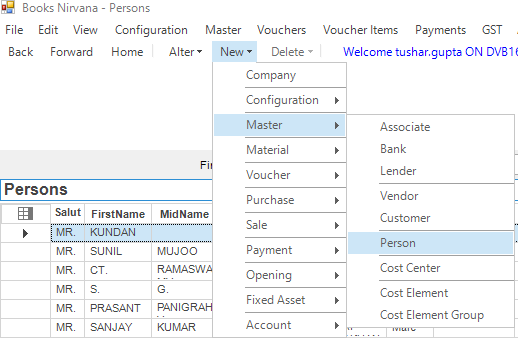 Books Nirvana - Persons
File Menu View Configuration Master Vouchers Voucher Items Payments GST
Back Forward Home Alter New Delete Welcome tushar.gupta ON DVB16
Company
Configuration
Master
Material
Voucher
Purchase
Sale
Payment
Opening
Fixed Asset
Account
Associate
Bank
Lender
Vendor
Customer
Person
Cost Center
Cost Element
Cost Element Group
Persons
Salut FirstName MidName
MR. KUNDAN
MR. SUNIL MUJOO
MR. CT. RAMASWA
MR. S. G.
MR. PRASANT PANIGRAH
MR. SANJAY KUMAR